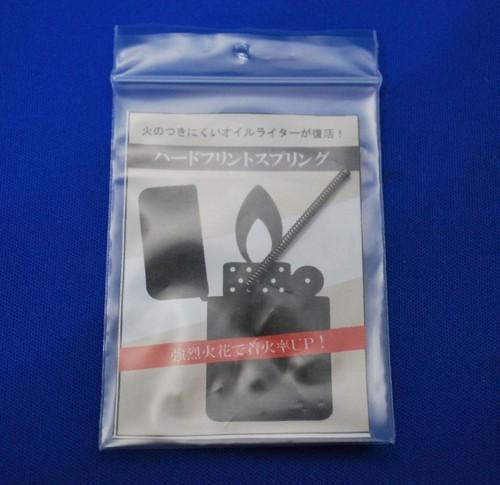 火のつきにくいオイルライターが復活！
ハードフリントスプリング
強烈火花で着火率UP！